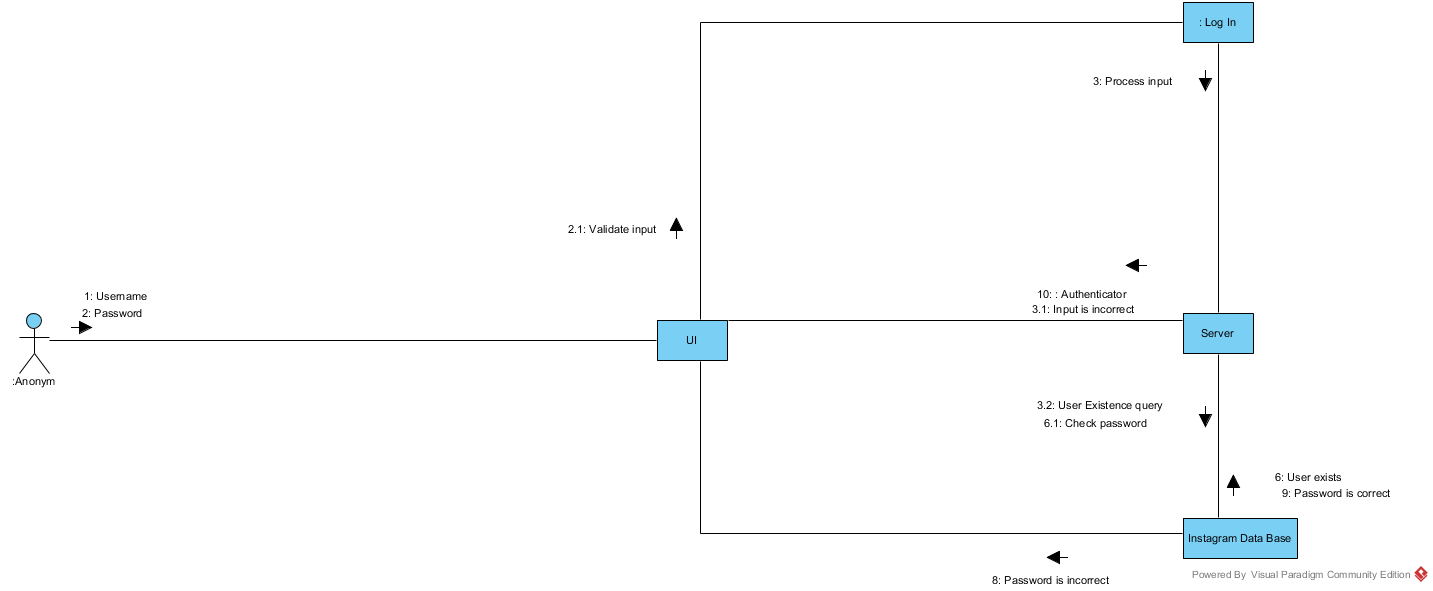 : Log In
3: Process input
2.1: Validate input
10: : Authenticator
3.1: Input is incorrect
1: Username
2: Password
:Anonym
UI
Server
3.2: User Existence query
6.1: Check password
6: User exists
9: Password is correct
Instagram Data Base
8: Password is incorrect
Powered By Visual Paradigm Community Edition